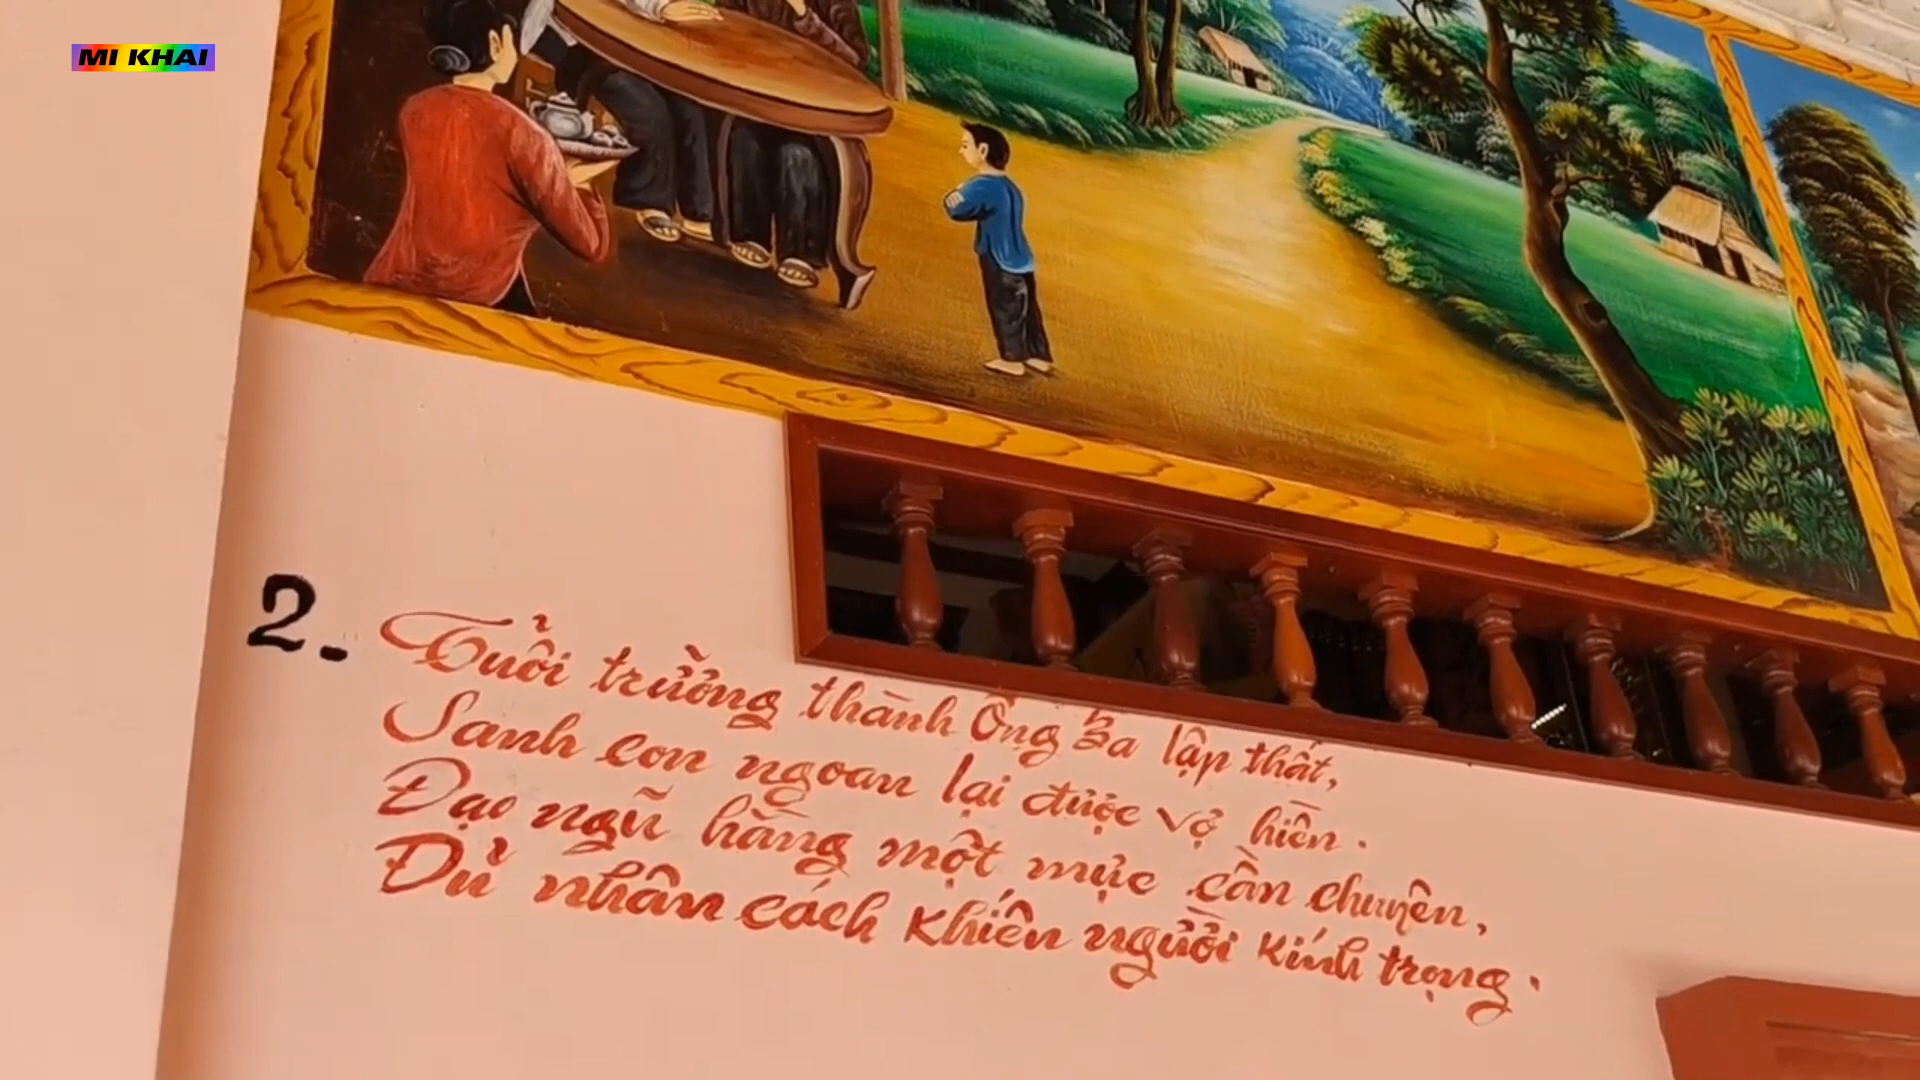 MI KHAI
2. Tuổi trưởng thành Ông Bà lập thất,
Sanh con ngoan lại được vợ hiền.
Đạo ngũ hằng một mực cần chuyên,
Đủ nhân cách khiến người kính trọng.